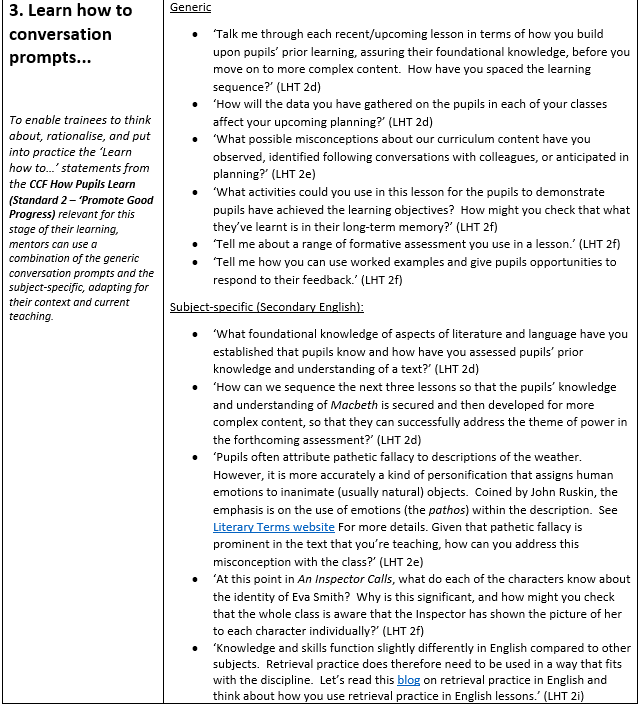 3. Learn how to
conversation
prompts...
To enable trainees to think
about, rationalise, and put
into practice the ‘Learn
how to…’ statements from
the CCF How Pupils Learn
(Standard 2 – ‘Promote Good
Progress) relevant for this
stage of their learning,
mentors can use a
combination of the generic
conversation prompts and the
subject-specific, adapting for
their context and current
teaching.
Generic
• ‘Talk me through each recent/upcoming lesson in terms of how you build
upon pupils’ prior learning, assuring their foundational knowledge, before you
move on to more complex content.  How have you spaced the learning
sequence?’ (LHT 2d)
• ‘How will the data you have gathered on the pupils in each of your classes
affect your upcoming planning?’ (LHT 2d)
• ‘What possible misconceptions about our curriculum content have you
observed, identified following conversations with colleagues, or anticipated in
planning?’ (LHT 2e)
• ‘What activities could you use in this lesson for the pupils to demonstrate
pupils have achieved the learning objectives?  How might you check that what
they’ve learnt is in their long-term memory?’ (LHT 2f)
• ‘Tell me about a range of formative assessment you use in a lesson.’ (LHT 2f)
• ‘Tell me how you can use worked examples and give pupils opportunities to
respond to their feedback.’ (LHT 2f)
Subject-specific (Secondary English):
• ‘What foundational knowledge of aspects of literature and language have you
established that pupils know and how have you assessed pupils’ prior
knowledge and understanding of a text?’ (LHT 2d)
• ‘How can we sequence the next three lessons so that the pupils’ knowledge
and understanding of Macbeth is secured and then developed for more
complex content, so that they can successfully address the theme of power in
the forthcoming assessment?’ (LHT 2d)
• ‘Pupils often attribute pathetic fallacy to descriptions of the weather.
However, it is more accurately a kind of personification that assigns human
emotions to inanimate (usually natural) objects.  Coined by John Ruskin, the
emphasis is on the use of emotions (the pathos) within the description.  See
Literary Terms website For more details. Given that pathetic fallacy is
prominent in the text that you’re teaching, how can you address this
misconception with the class?’ (LHT 2e)
• ‘At this point in An Inspector Calls, what do each of the characters know about
the identity of Eva Smith?  Why is this significant, and how might you check
that the whole class is aware that the Inspector has shown the picture of her
to each character individually?’ (LHT 2f)
• ‘Knowledge and skills function slightly differently in English compared to other
subjects.  Retrieval practice does therefore need to be used in a way that fits
with the discipline.  Let’s read this blog on retrieval practice in English and
think about how you use retrieval practice in English lessons.’ (LHT 2i)